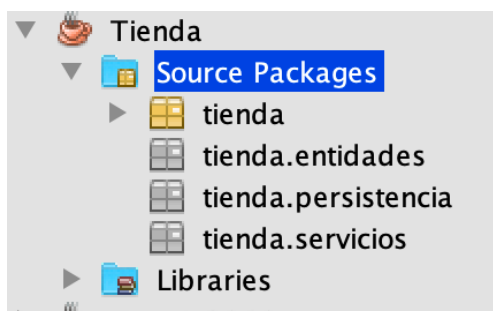 Tienda
Source Packages
tienda
tienda.entidades
tienda.persistencia
tienda.servicios
Libraries